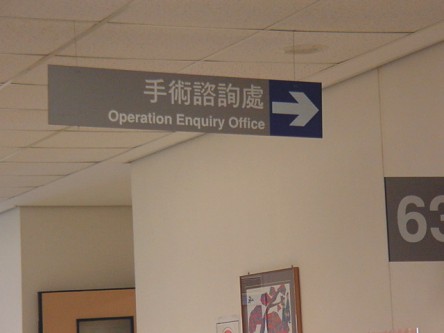 手術諮詢處
Operation Enquiry Office
63